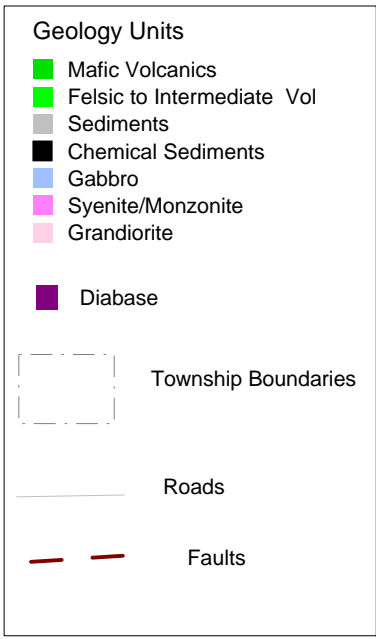 Geology Units
Mafic Volcanics
Felsic to Intermediate Vol
Sediments
Chemical Sediments
Gabbro
Syenite/Monzonite
Grandiorite
Diabase
Township Boundaries
Roads
Faults